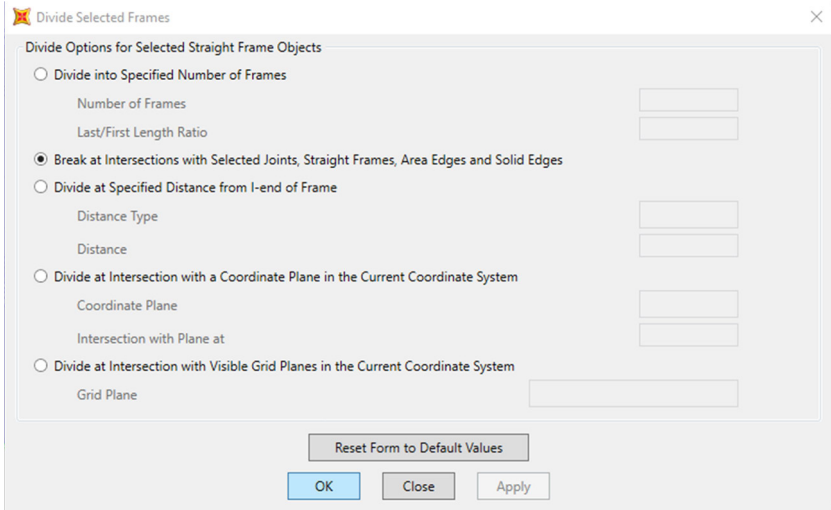 Divide Selected Frames
Divide Options for Selected Straight Frame Objects
Divide into Specified Number of Frames
Number of Frames
Last/First Length Ratio
Break at Intersections with Selected Joints, Straight Frames, Area Edges and Solid Edges
Divide at Specified Distance from I-end of Frame
Distance Type
Distance
Divide at Intersection with a Coordinate Plane in the Current Coordinate System
Coordinate Plane
Intersection with Plane at
Divide at Intersection with Visible Grid Planes in the Current Coordinate System
Grid Plane
Reset Form to Default Values
OK Close Apply